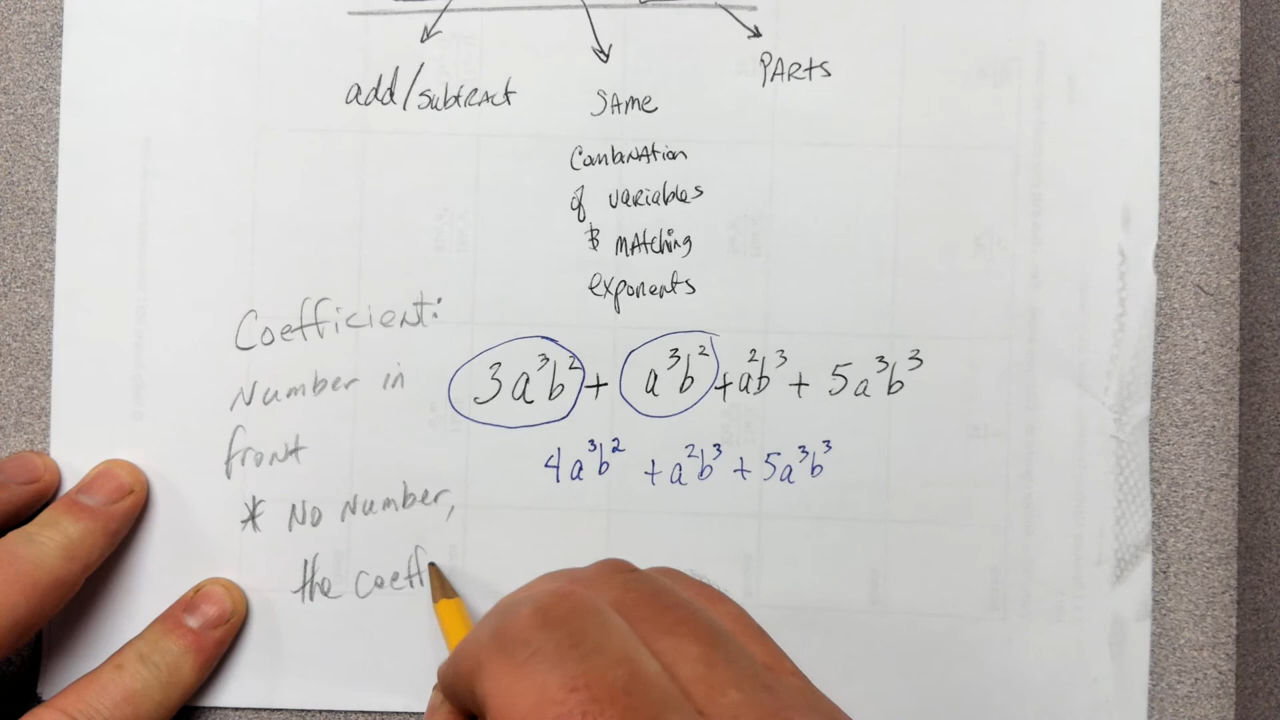 add/subtract
same
parts
combination
of variables
& matching
exponents
Coefficient:
Number in
front
* No Number,
the coeff
3a³b² + a³b² + a²b³ + 5a³b³
4a³b² + a²b³ + 5a³b³